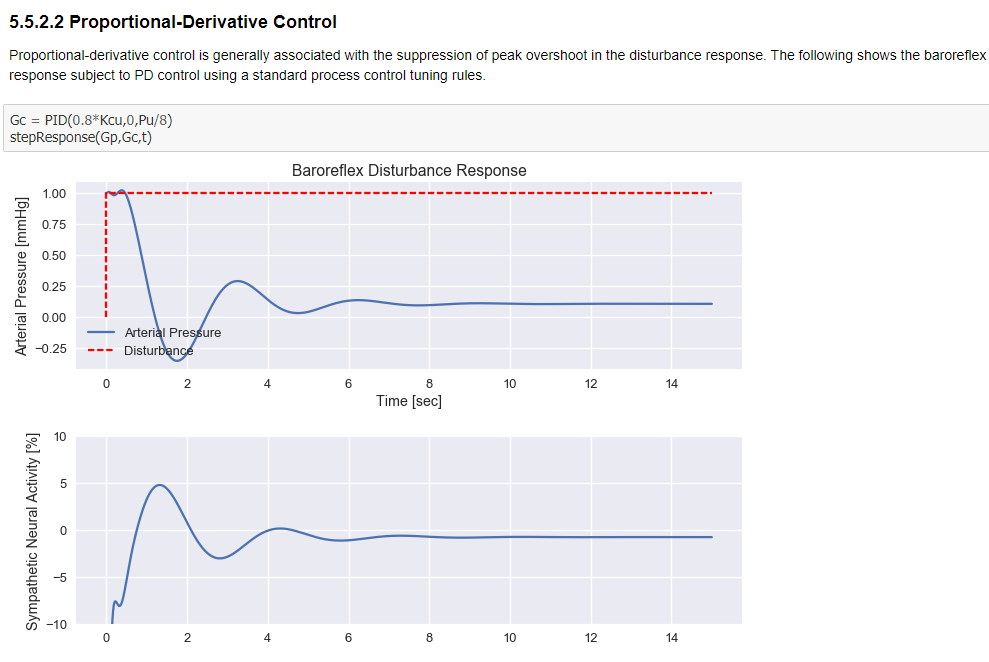 5.5.2.2 Proportional-Derivative Control
Proportional-derivative control is generally associated with the suppression of peak overshoot in the disturbance response. The following shows the baroreflex
response subject to PD control using a standard process control tuning rules.
Gc = PID(0.8*Kcu,0,Pu/8)
stepResponse(Gp,Gc,t)
Baroreflex Disturbance Response
Arterial Pressure [mmHg]
1.00
0.75
0.50
0.25
0.00
−0.25
Arterial Pressure
Disturbance
0 2 4 6 8 10 12 14
Time [sec]
Sympathetic Neural Activity [%]
10
5
0
−5
−10
0 2 4 6 8 10 12 14